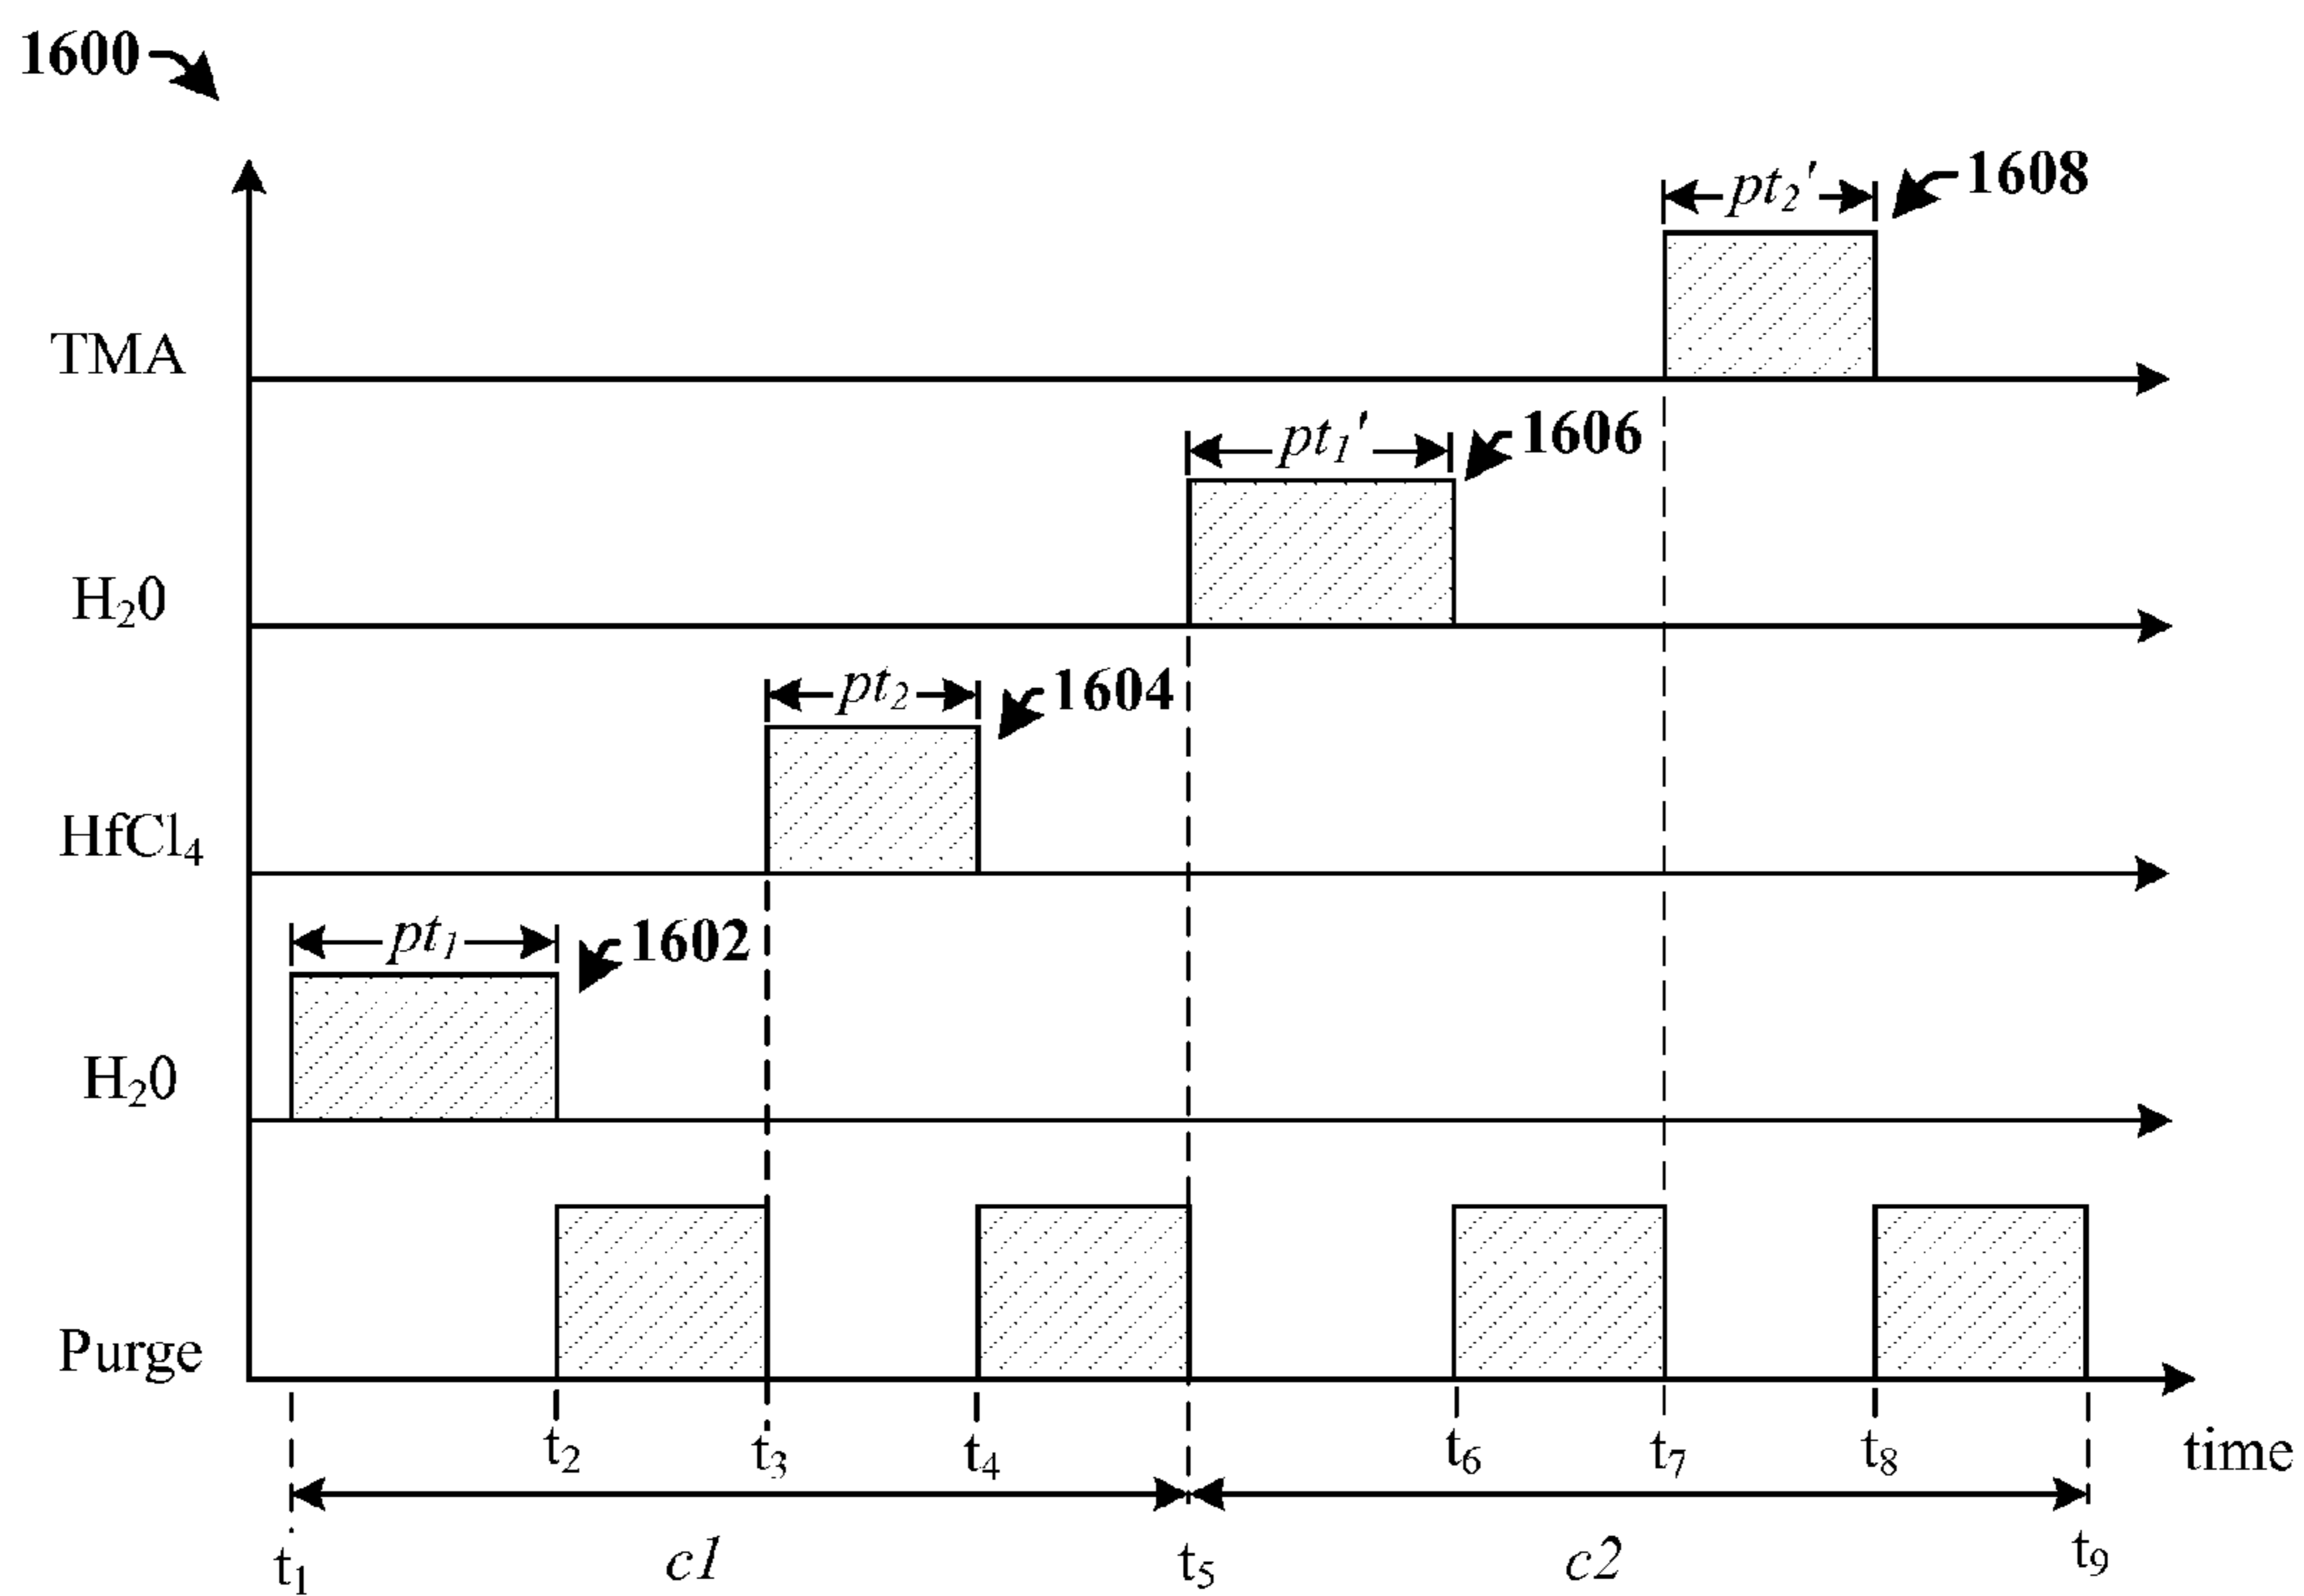 1600
pt₂' 1608
TMA
pt₁' 1606
H₂0
pt₂ 1604
HfCl₄
pt₁ 1602
H₂0
Purge
t₂ t₃ t₄ t₆ t₇ t₈ time
t₁ c1 t₅ c2 t₉